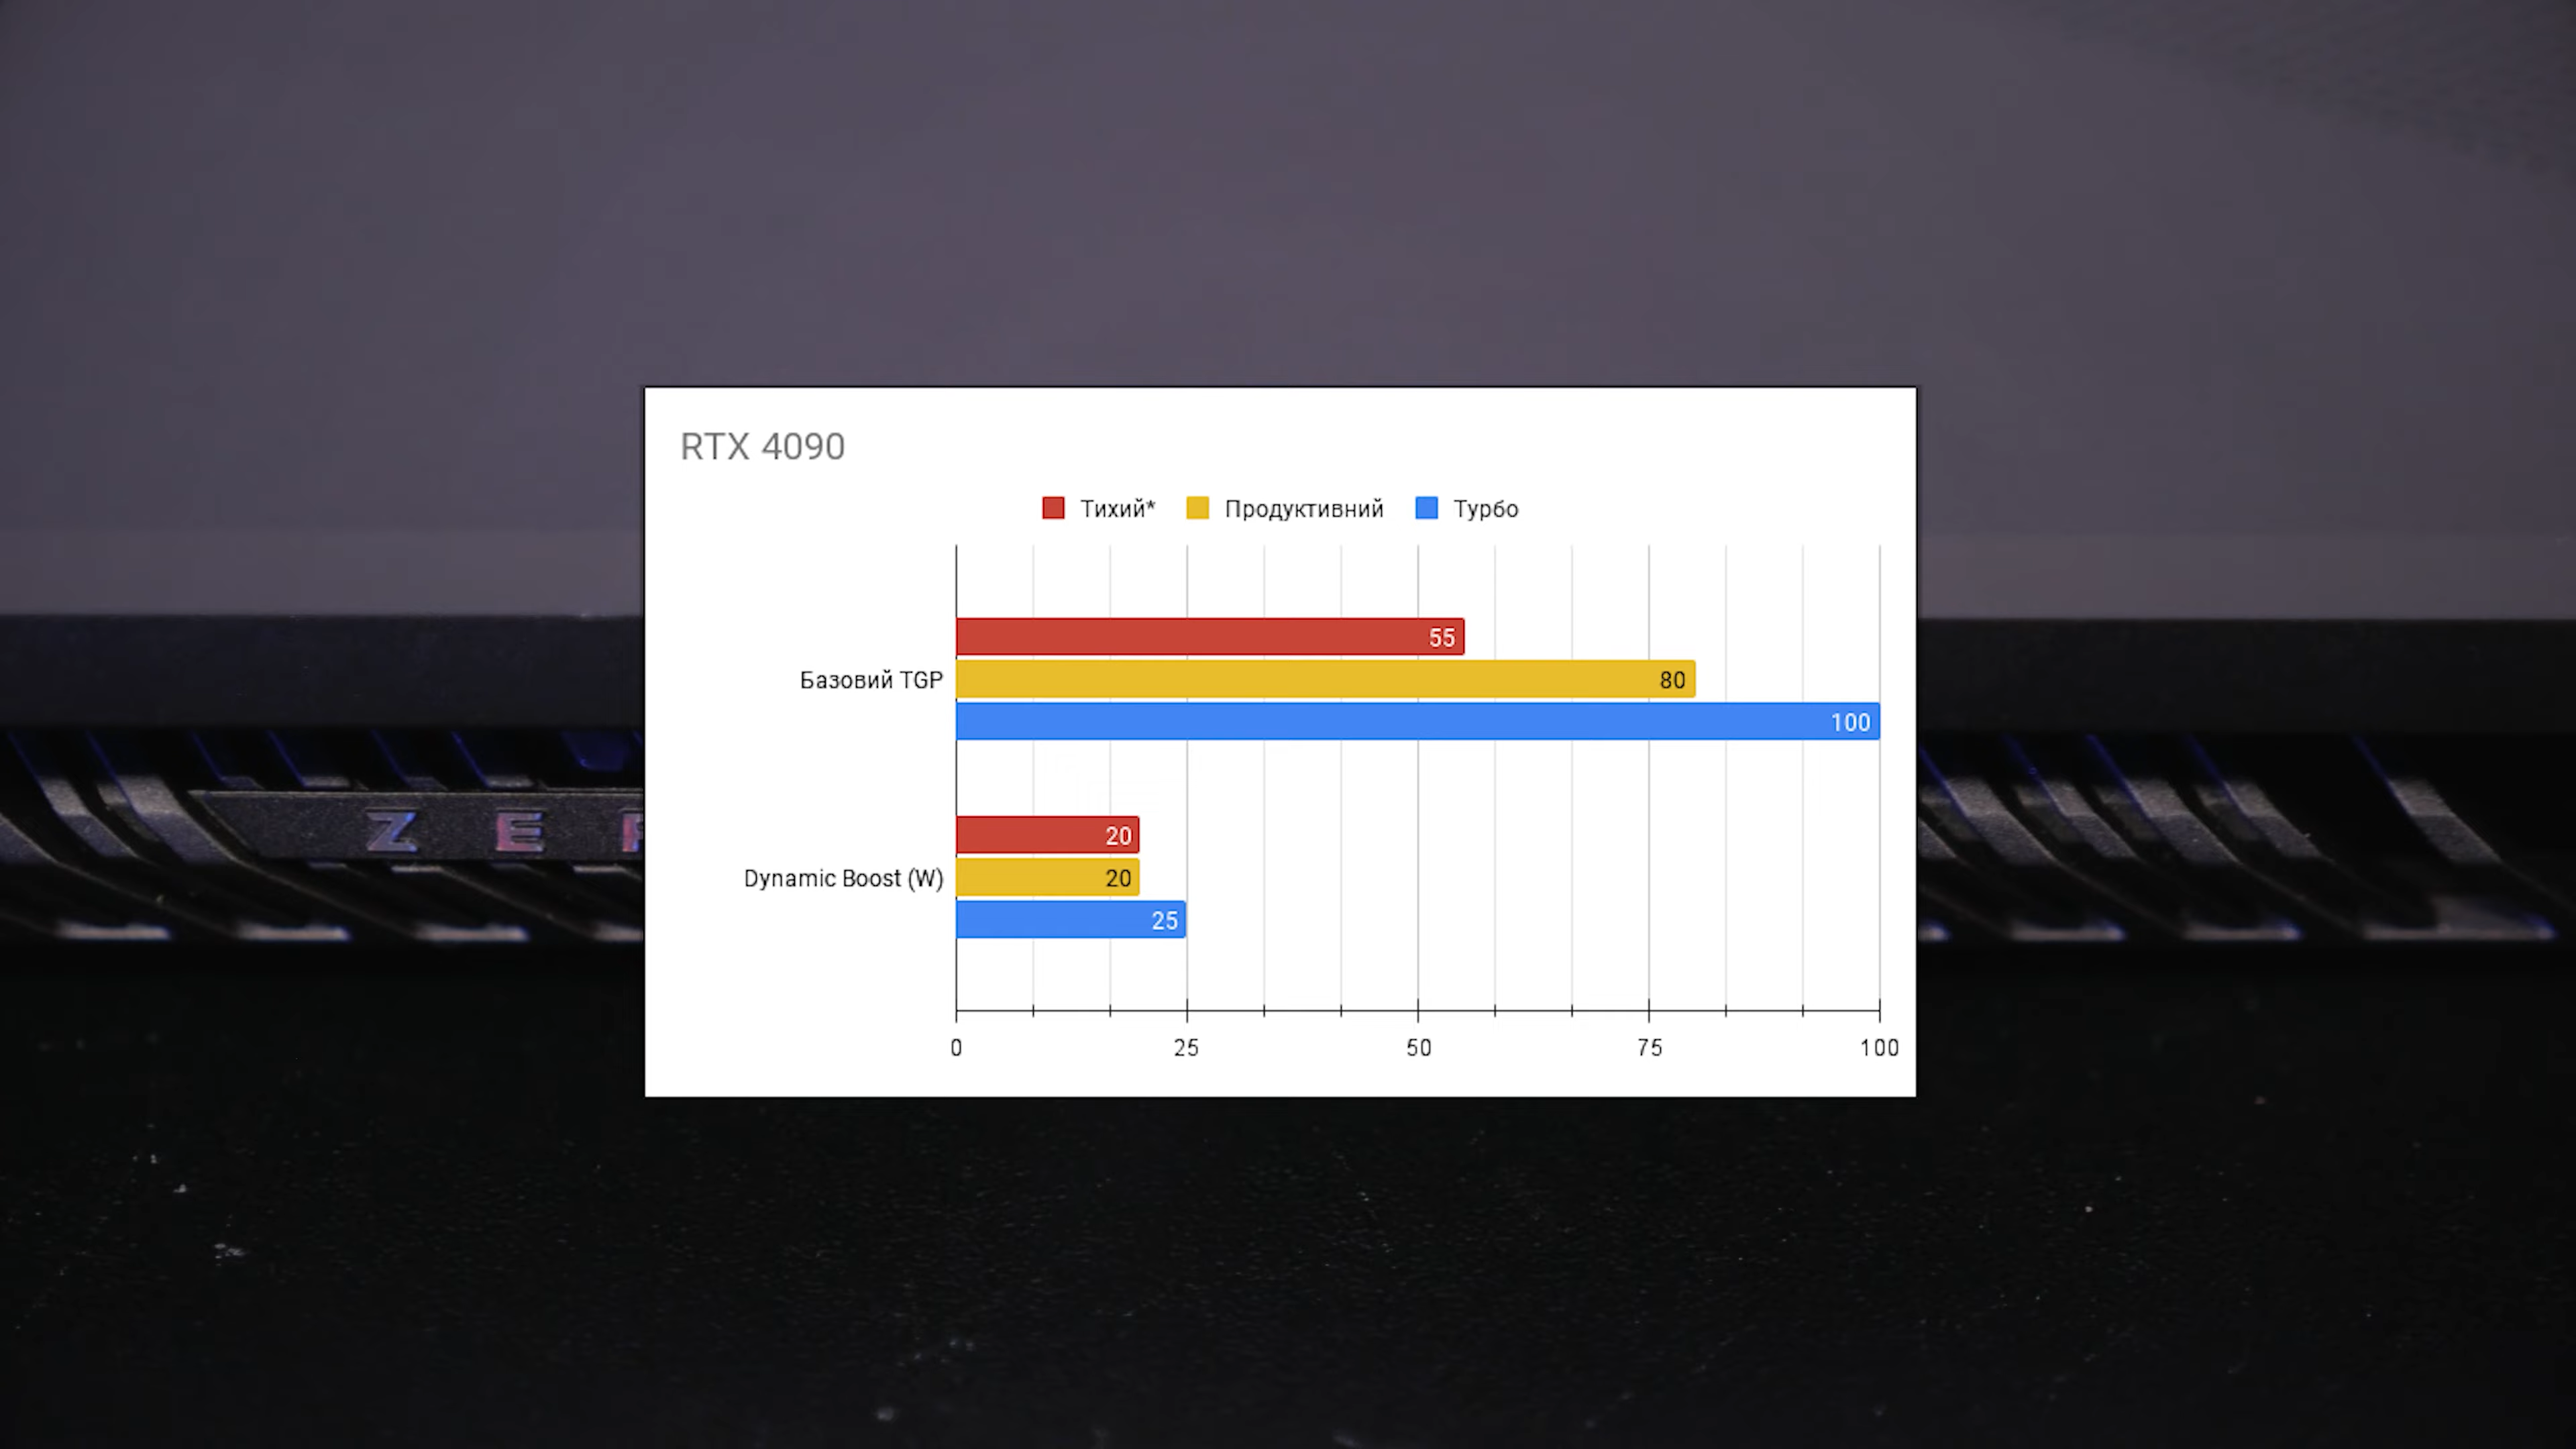 RTX 4090
Тихий* Продуктивний Турбо
55
Базовий TGP 80
100
ZE
20
Dynamic Boost (W) 20
25
0 25 50 75 100